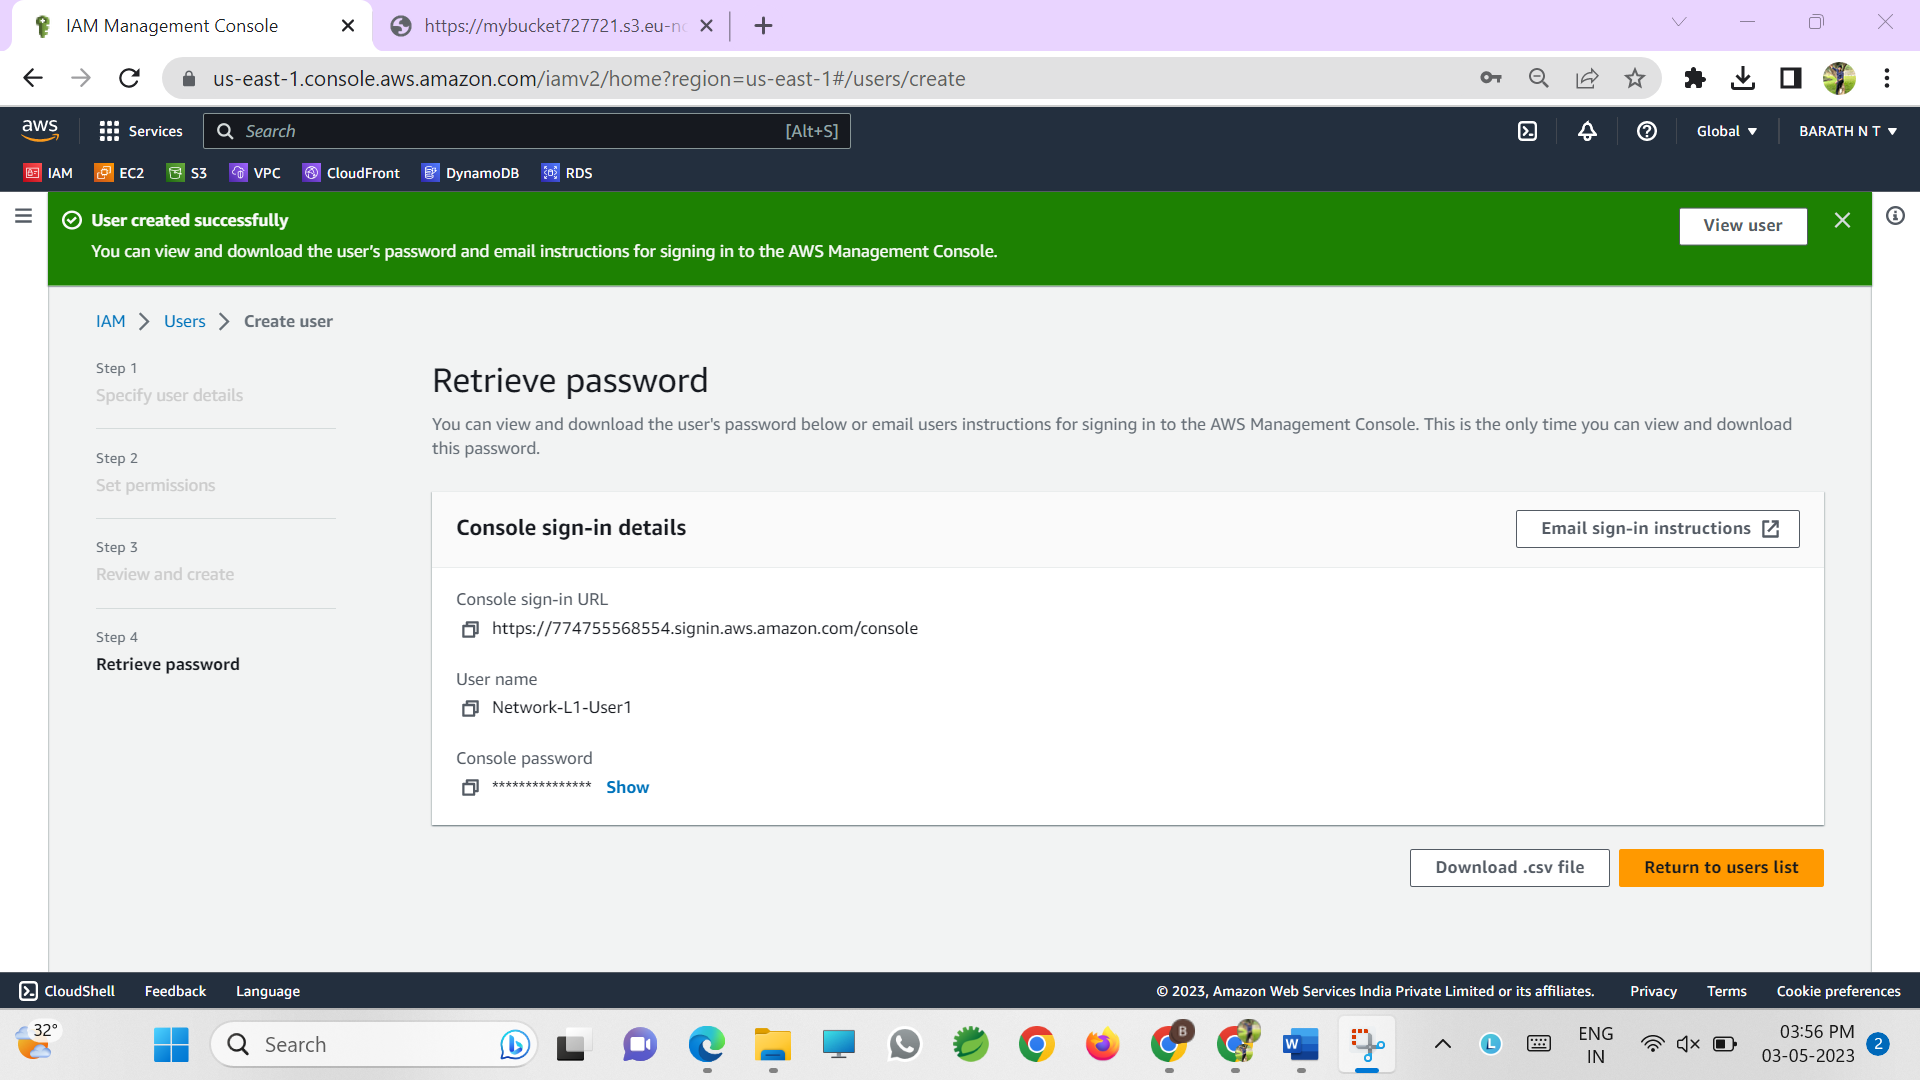 IAM Management Console
https://mybucket727721.s3.eu-no
us-east-1.console.aws.amazon.com/iamv2/home?region=us-east-1#/users/create
aws
Services
Search
[Alt+S]
Global
BARATH N T
IAM
EC2
S3
VPC
CloudFront
DynamoDB
RDS
User created successfully
You can view and download the user's password and email instructions for signing in to the AWS Management Console.
View user
IAM
Users
Create user
Step 1
Specify user details
Step 2
Set permissions
Step 3
Review and create
Step 4
Retrieve password
Retrieve password
You can view and download the user's password below or email users instructions for signing in to the AWS Management Console. This is the only time you can view and download
this password.
Console sign-in details
Email sign-in instructions
Console sign-in URL
https://774755568554.signin.aws.amazon.com/console
User name
Network-L1-User1
Console password
*************** Show
Download .csv file
Return to users list
CloudShell
Feedback
Language
© 2023, Amazon Web Services India Private Limited or its affiliates.
Privacy
Terms
Cookie preferences
32°
Search
B
W
L
ENG
IN
03:56 PM
03-05-2023
2